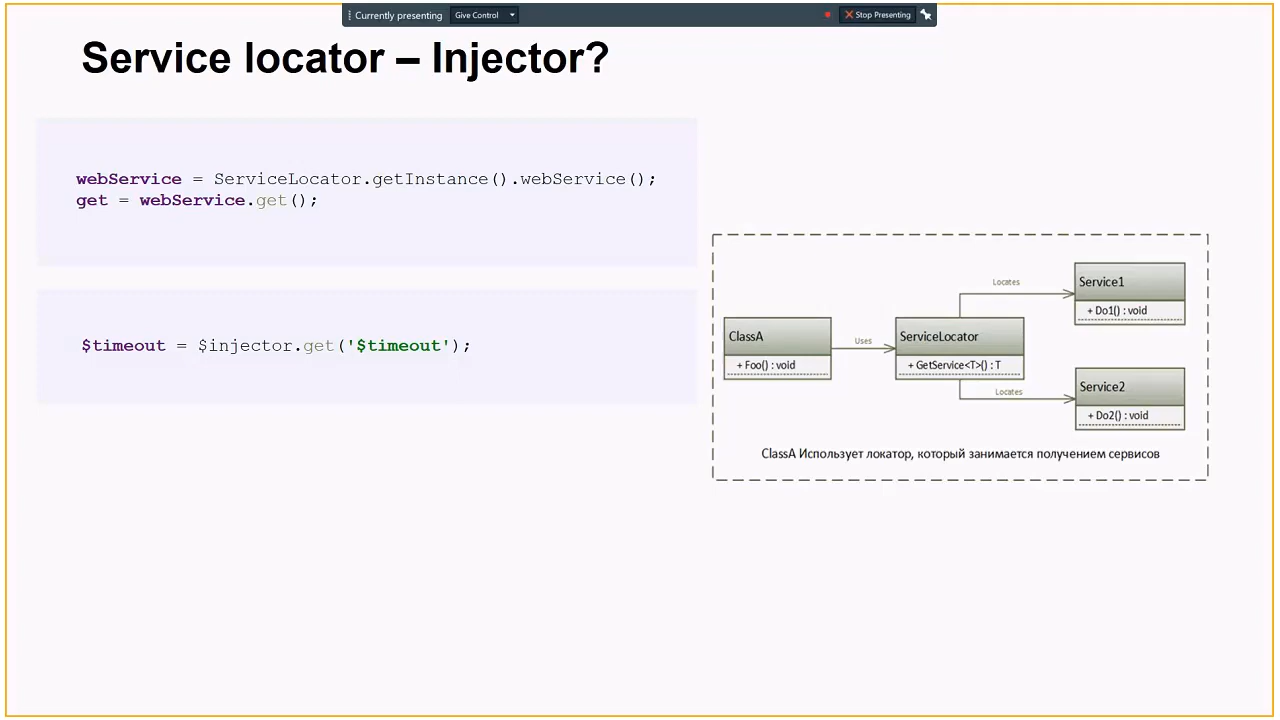 Currently presenting
Give Control
Stop Presenting
Service locator – Injector?
webService = ServiceLocator.getInstance().webService();
get = webService.get();
$timeout = $injector.get('$timeout');
ClassA
+ Foo() : void
Uses
ServiceLocator
+ GetService<T>() : T
Locates
Service1
+ Do1() : void
Locates
Service2
+ Do2() : void
ClassA Использует локатор, который занимается получением сервисов